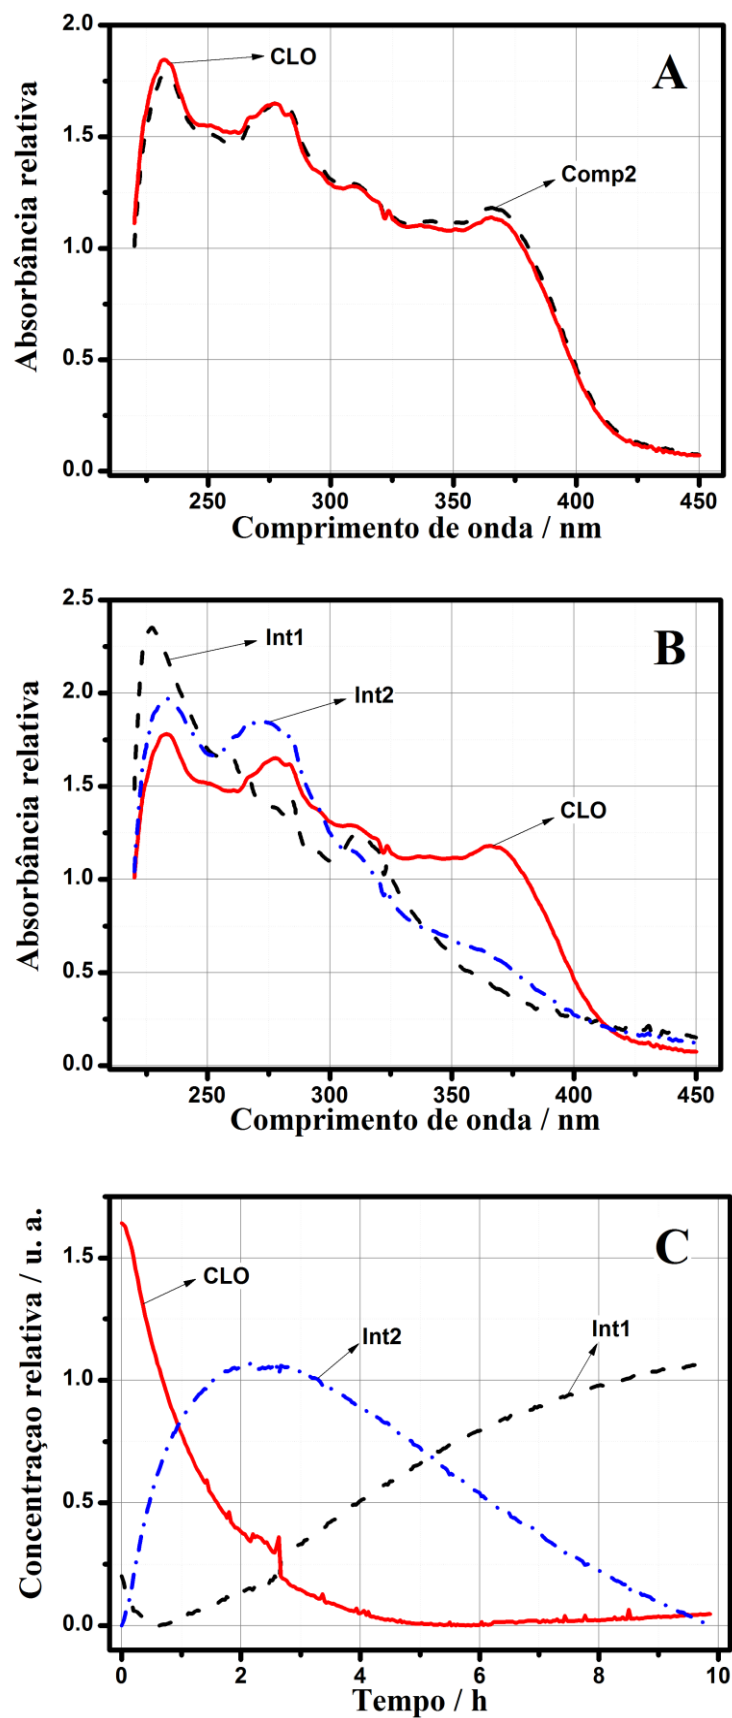 A
CLO
Comp2
Absorbância relativa
2.0
1.5
1.0
0.5
0.0
250 300 350 400 450
Comprimento de onda / nm
B
Int1
Int2
CLO
Absorbância relativa
2.5
2.0
1.5
1.0
0.5
0.0
250 300 350 400 450
Comprimento de onda / nm
C
CLO
Int2
Int1
Concentraçao relativa / u. a.
1.5
1.0
0.5
0.0
0 2 4 6 8 10
Tempo / h